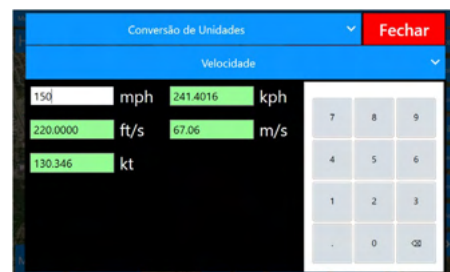 Conversão de Unidades
Fechar
Velocidade
150 mph 241.4016 kph
220.0000 ft/s 67.06 m/s
130.346 kt
7 8 9
4 5 6
1 2 3
. 0 ⌫